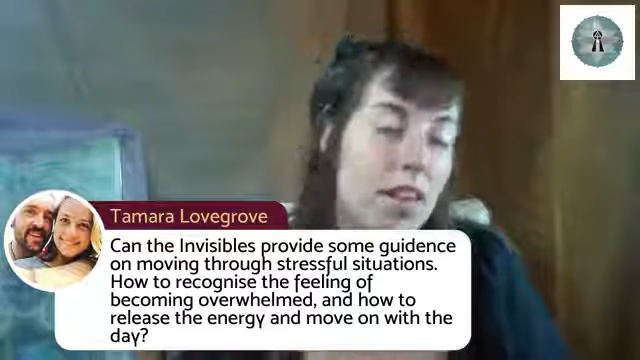 Tamara Lovegrove
Can the Invisibles provide some guidence
on moving through stressful situations.
How to recognise the feeling of
becoming overwhelmed, and how to
release the energy and move on with the
day?